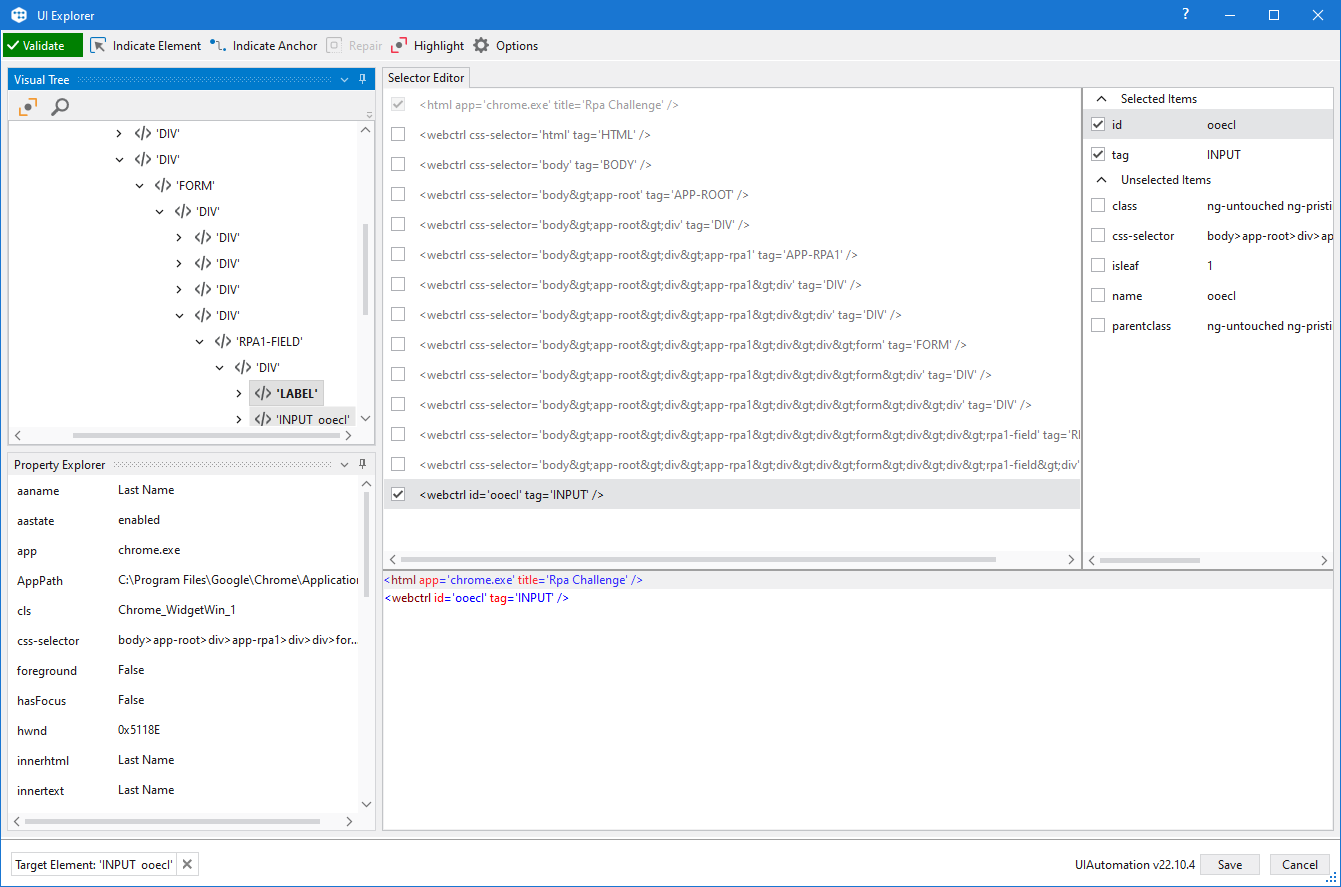 UI Explorer
?
Validate
Indicate Element
Indicate Anchor
Repair
Highlight
Options
Visual Tree
</> 'DIV'
</> 'DIV'
</> 'FORM'
</> 'DIV'
</> 'DIV'
</> 'DIV'
</> 'DIV'
</> 'DIV'
</> 'RPA1-FIELD'
</> 'DIV'
</> 'LABEL'
</> 'INPUT ooecl'
Property Explorer
aaname Last Name
aastate enabled
app chrome.exe
AppPath C:\Program Files\Google\Chrome\Application
cls Chrome_WidgetWin_1
css-selector body>app-root>div>app-rpa1>div>div>for...
foreground False
hasFocus False
hwnd 0x5118E
innerhtml Last Name
innertext Last Name
Selector Editor
<html app='chrome.exe' title='Rpa Challenge' />
<webctrl css-selector='html' tag='HTML' />
<webctrl css-selector='body' tag='BODY' />
<webctrl css-selector='body&gt;app-root' tag='APP-ROOT' />
<webctrl css-selector='body&gt;app-root&gt;div' tag='DIV' />
<webctrl css-selector='body&gt;app-root&gt;div&gt;app-rpa1' tag='APP-RPA1' />
<webctrl css-selector='body&gt;app-root&gt;div&gt;app-rpa1&gt;div' tag='DIV' />
<webctrl css-selector='body&gt;app-root&gt;div&gt;app-rpa1&gt;div&gt;div' tag='DIV' />
<webctrl css-selector='body&gt;app-root&gt;div&gt;app-rpa1&gt;div&gt;div&gt;form' tag='FORM' />
<webctrl css-selector='body&gt;app-root&gt;div&gt;app-rpa1&gt;div&gt;div&gt;form&gt;div' tag='DIV' />
<webctrl css-selector='body&gt;app-root&gt;div&gt;app-rpa1&gt;div&gt;div&gt;form&gt;div&gt;div' tag='DIV' />
<webctrl css-selector='body&gt;app-root&gt;div&gt;app-rpa1&gt;div&gt;div&gt;form&gt;div&gt;div&gt;rpa1-field' tag='RI
<webctrl css-selector='body&gt;app-root&gt;div&gt;app-rpa1&gt;div&gt;div&gt;form&gt;div&gt;div&gt;rpa1-field&gt;div'
<webctrl id='ooecl' tag='INPUT' />
Selected Items
id ooecl
tag INPUT
Unselected Items
class ng-untouched ng-pristi
css-selector body>app-root>div>ap
isleaf 1
name ooecl
parentclass ng-untouched ng-pristi
<html app='chrome.exe' title='Rpa Challenge' />
<webctrl id='ooecl' tag='INPUT' />
Target Element: 'INPUT ooecl'
UIAutomation v22.10.4
Save
Cancel